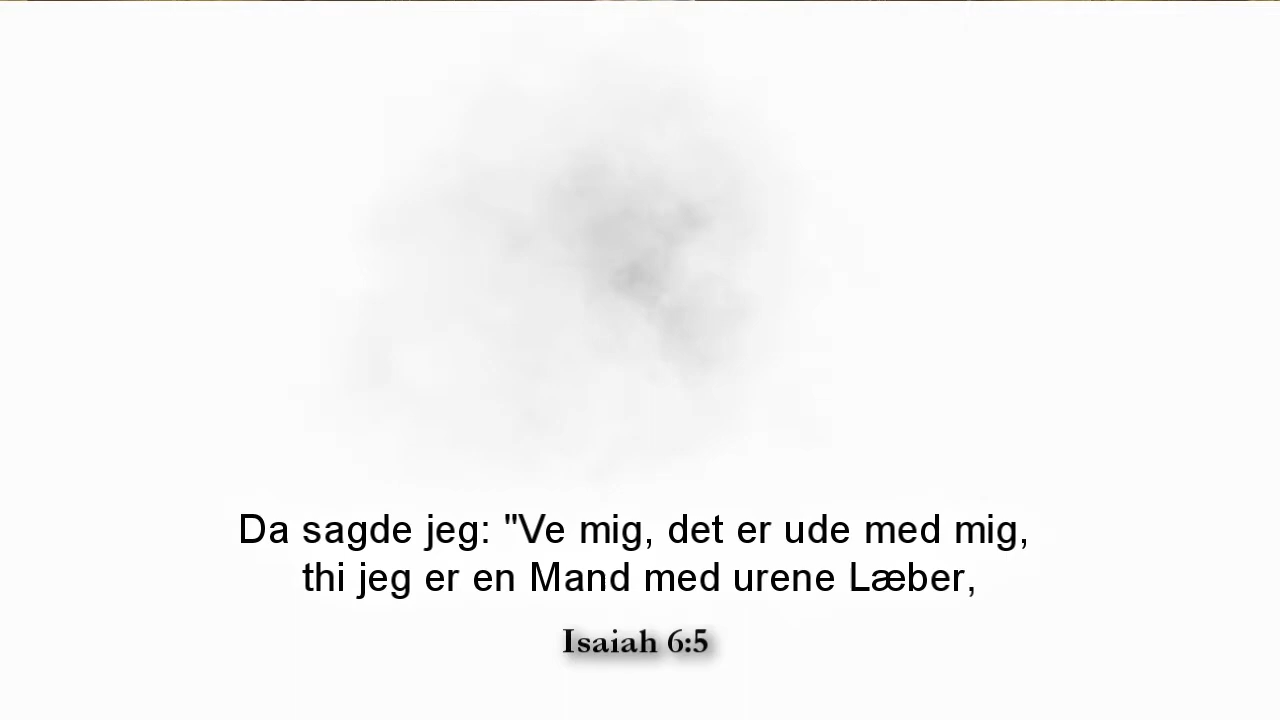 Da sagde jeg: "Ve mig, det er ude med mig,
thi jeg er en Mand med urene Læber,
Isaiah 6:5